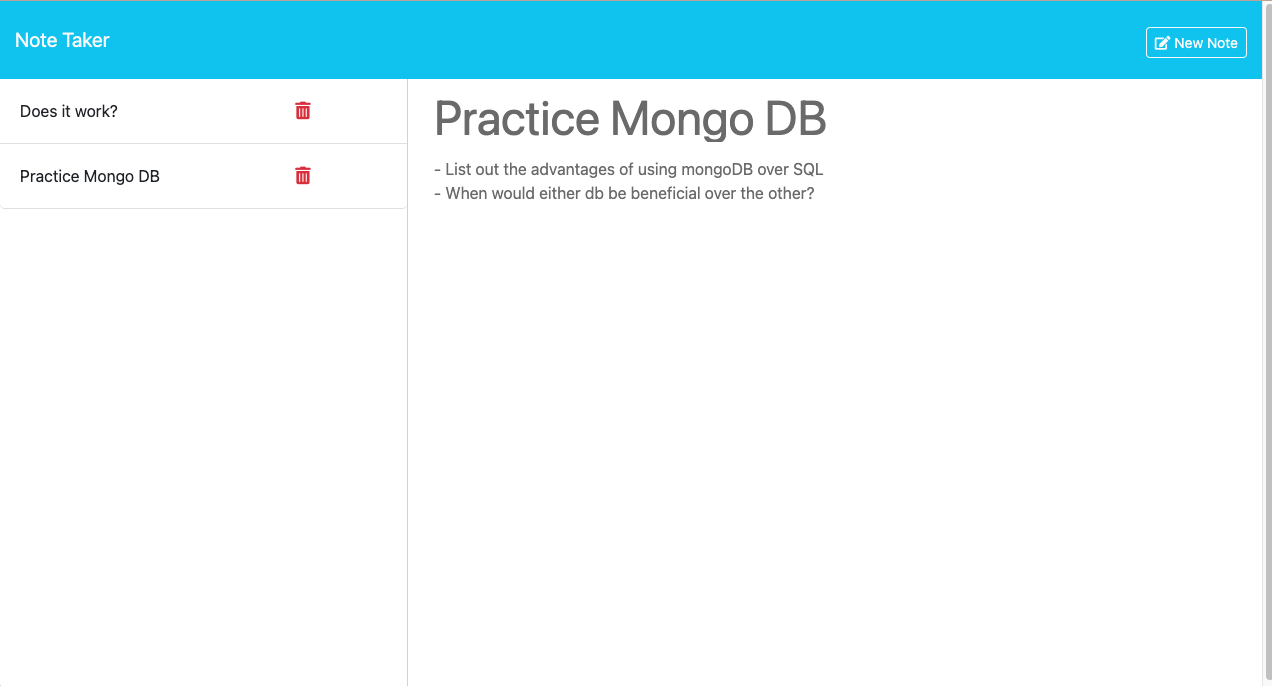 Note Taker
New Note
Does it work?
Practice Mongo DB
Practice Mongo DB
- List out the advantages of using mongoDB over SQL
- When would either db be beneficial over the other?